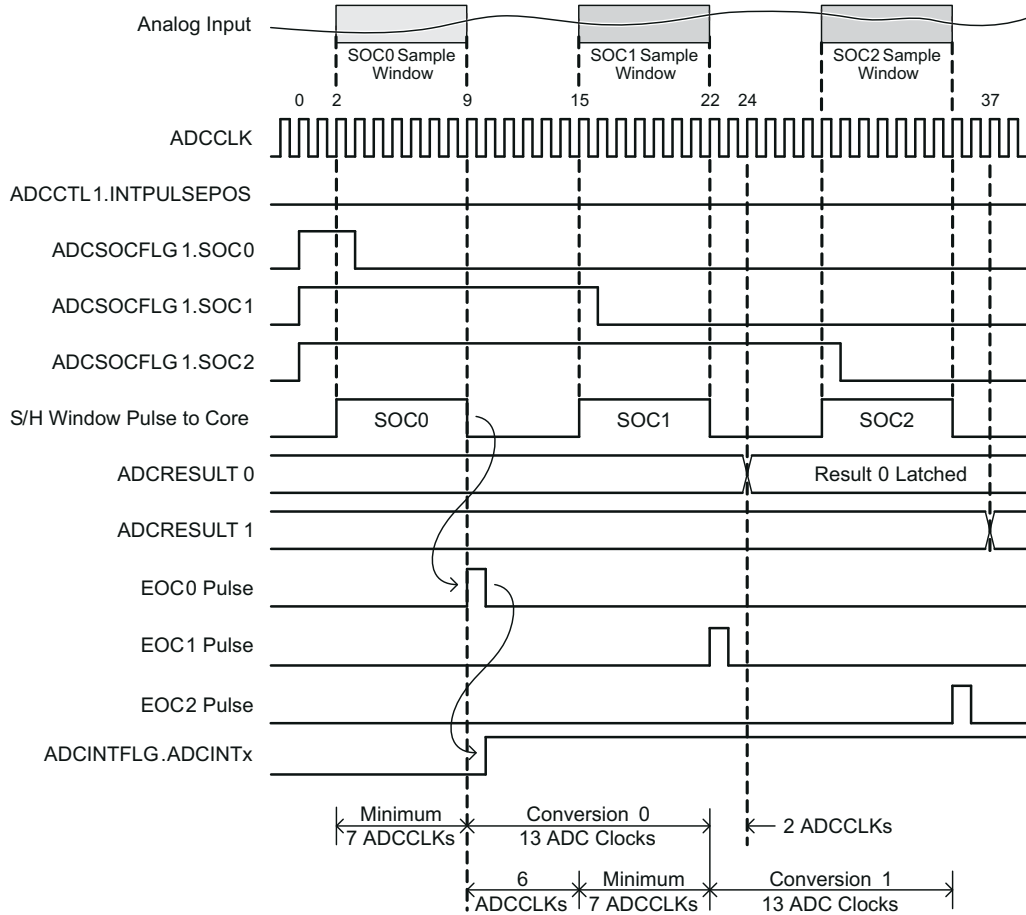 Analog Input
SOC0 Sample
Window
SOC1 Sample
Window
SOC2 Sample
Window
0 2 9 15 22 24 37
ADCCLK
ADCCTL1.INTPULSEPOS
ADCSOCFLG 1.SOC0
ADCSOCFLG 1.SOC1
ADCSOCFLG 1.SOC2
S/H Window Pulse to Core
SOC0
SOC1
SOC2
ADCRESULT 0
Result 0 Latched
ADCRESULT 1
EOC0 Pulse
EOC1 Pulse
EOC2 Pulse
ADCINTFLG.ADCINTx
Minimum
7 ADCCLKs
Conversion 0
13 ADC Clocks
2 ADCCLKs
6
ADCCLKs
Minimum
7 ADCCLKs
Conversion 1
13 ADC Clocks